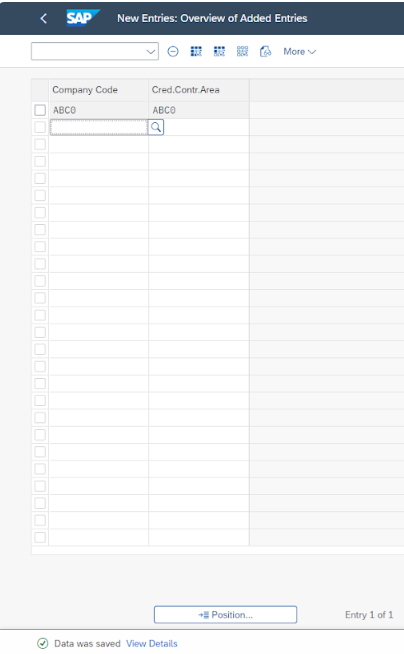 SAP New Entries: Overview of Added Entries
More
Company Code Cred.Contr.Area
ABC0 ABC0
Position...
Entry 1 of 1
Data was saved View Details